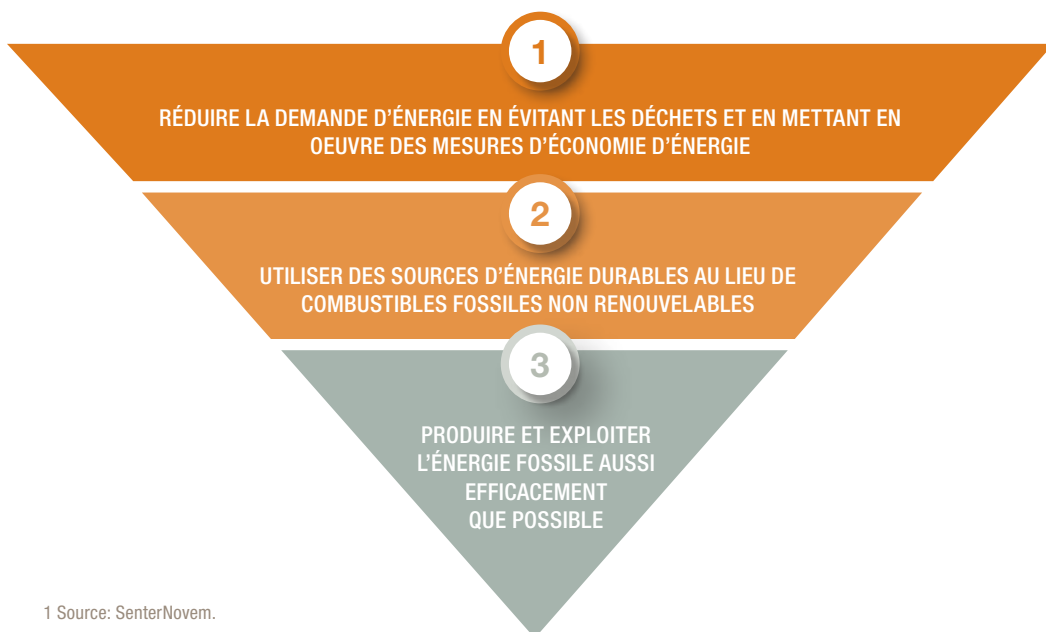 1
RÉDUIRE LA DEMANDE D'ÉNERGIE EN ÉVITANT LES DÉCHETS ET EN METTANT EN
OEUVRE DES MESURES D'ÉCONOMIE D'ÉNERGIE
2
UTILISER DES SOURCES D'ÉNERGIE DURABLES AU LIEU DE
COMBUSTIBLES FOSSILES NON RENOUVELABLES
3
PRODUIRE ET EXPLOITER
L'ÉNERGIE FOSSILE AUSSI
EFFICACEMENT
QUE POSSIBLE
1 Source: SenterNovem.